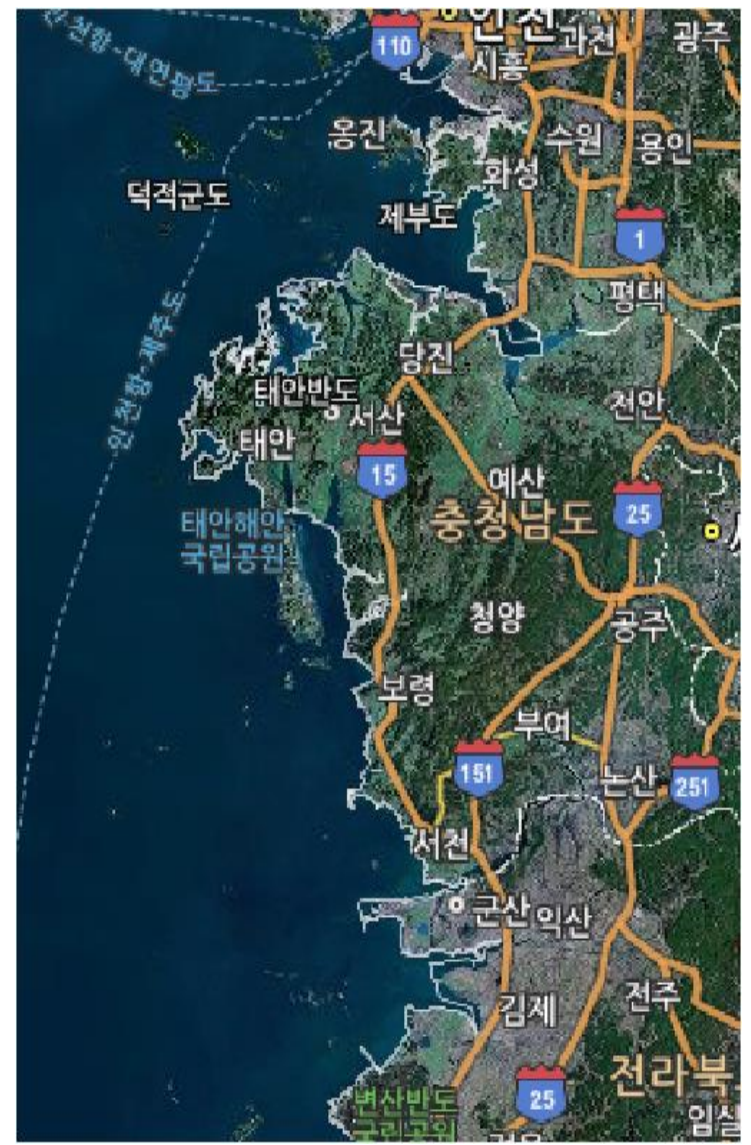 인천
110
과천
광주
시흥
인천항-대연평도
옹진
수원
용인
화성
덕적군도
제부도
1
평택
인천항-제주도
당진
태안반도
서산
천안
태안
15
예산
25
충청남도
태안해안
국립공원
청양
공주
보령
부여
151
논산
251
서천
군산
익산
김제
전주
25
전라북
변산반도
국립공원
임실